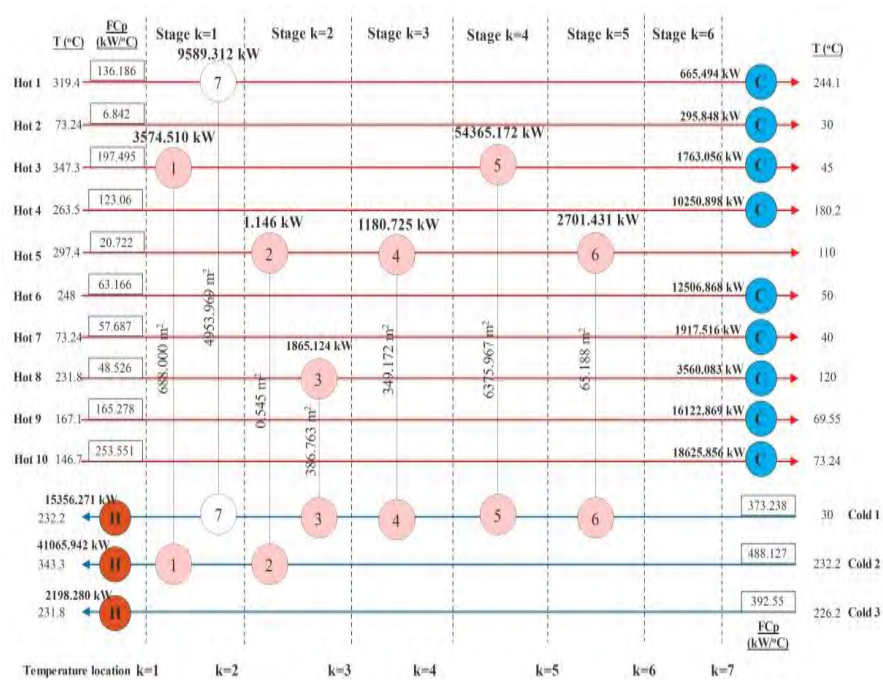 FCp
T (°C) (kW/°C) Stage k=1 Stage k=2 Stage k=3 Stage k=4 Stage k=5 Stage k=6 T (°C)
9589.312 kW
Hot 1 319.4 136.186 7 665.494 kW C 244.1
Hot 2 73.24 6.842 295.848 kW C 30
3574.510 kW 54365.172 kW
Hot 3 347.3 197.495 1 5 1763.056 kW C 45
Hot 4 263.5 123.06 10250.898 kW C 180.2
1.146 kW 1180.725 kW 2701.431 kW
Hot 5 297.4 20.722 2 4 6 110
Hot 6 248 63.166 12506.868 kW C 50
Hot 7 73.24 57.687 1917.516 kW C 40
1865.124 kW
Hot 8 231.8 48.526 3 3560.083 kW C 120
Hot 9 167.1 165.278 16122.869 kW C 69.55
Hot 10 146.7 253.551 18625.856 kW C 73.24
688.000 m²
4953.969 m²
0.545 m²
386.763 m²
349.172 m²
6375.967 m²
65.188 m²
15356.271 kW
232.2 H 7 3 4 5 6 373.238 30 Cold 1
41065.942 kW
343.3 H 1 2 488.127 232.2 Cold 2
2198.280 kW
231.8 H 392.55 226.2 Cold 3
FCp
(kW/°C)
Temperature location k=1 k=2 k=3 k=4 k=5 k=6 k=7